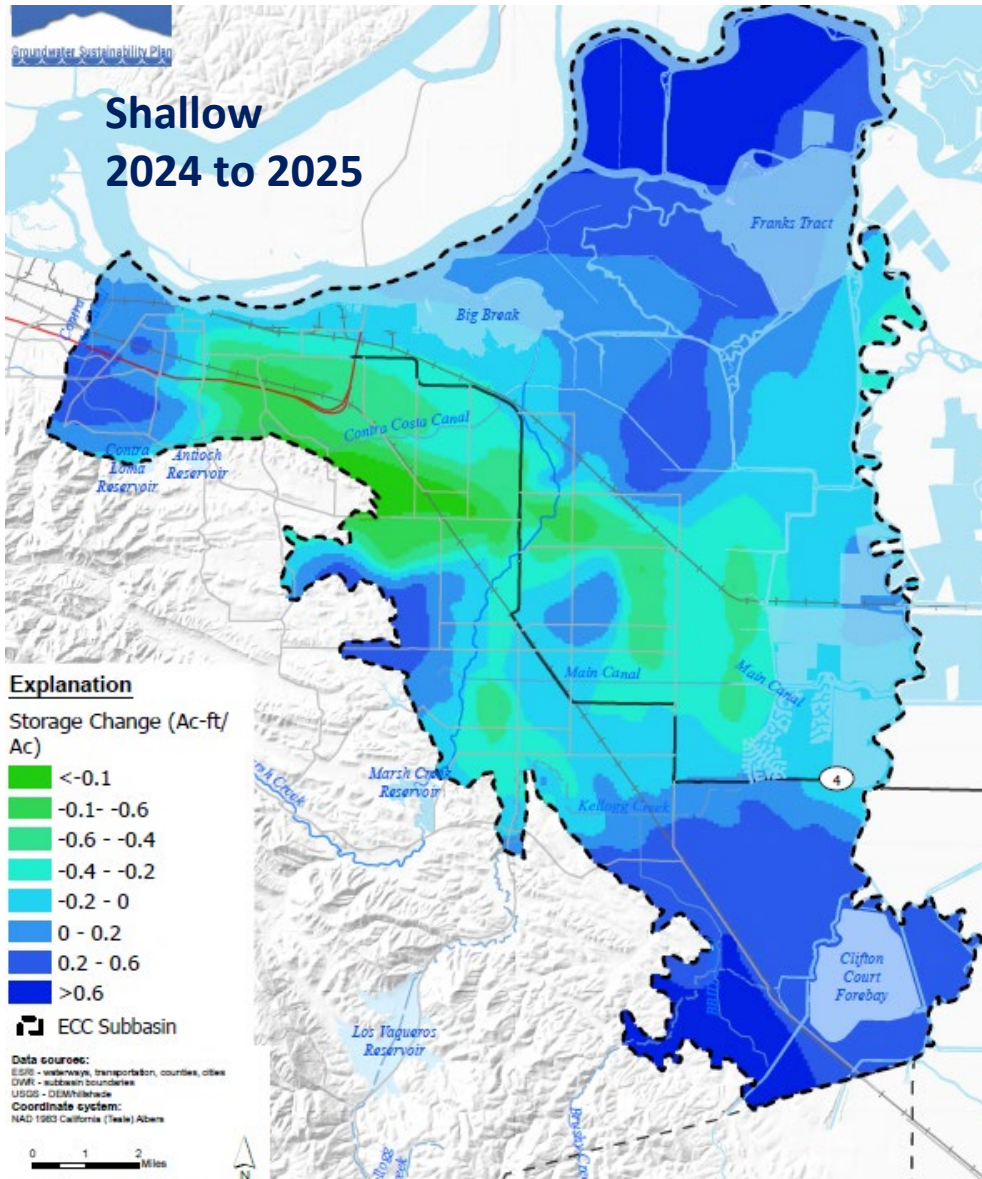 Groundwater Sustainability Plan
Shallow
2024 to 2025
Franks Tract
Big Break
Contra
Contra Costa Canal
Contra
Loma
Reservoir
Antioch
Reservoir
Main Canal
Main Canal
4
Marsh Creek
Reservoir
Kellogg Creek
Clifton
Court
Forebay
Los Vaqueros
Reservoir
Explanation
Storage Change (Ac-ft/
Ac)
<-0.1
-0.1- -0.6
-0.6 - -0.4
-0.4 - -0.2
-0.2 - 0
0 - 0.2
0.2 - 0.6
>0.6
ECC Subbasin
Data sources:
ESRI - waterways, transportation, counties, cities
DWR - subbasin boundaries
USGS - DEM/hillshade
Coordinate system:
NAD 1983 California (Teale) Albers
0 1 2
Miles
N